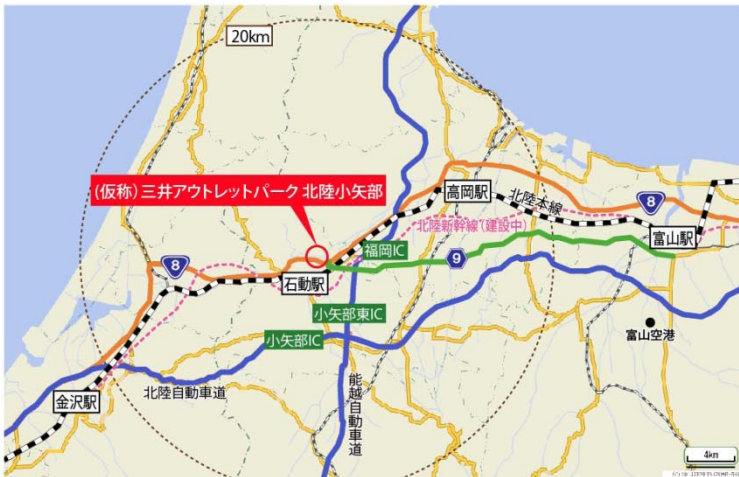 20km
(仮称)三井アウトレットパーク 北陸小矢部
高岡駅
北陸本線
8
北陸新幹線(建設中)
富山駅
福岡IC
9
8
石動駅
小矢部東IC
小矢部IC
富山空港
北陸自動車道
能越自動車道
金沢駅
4km